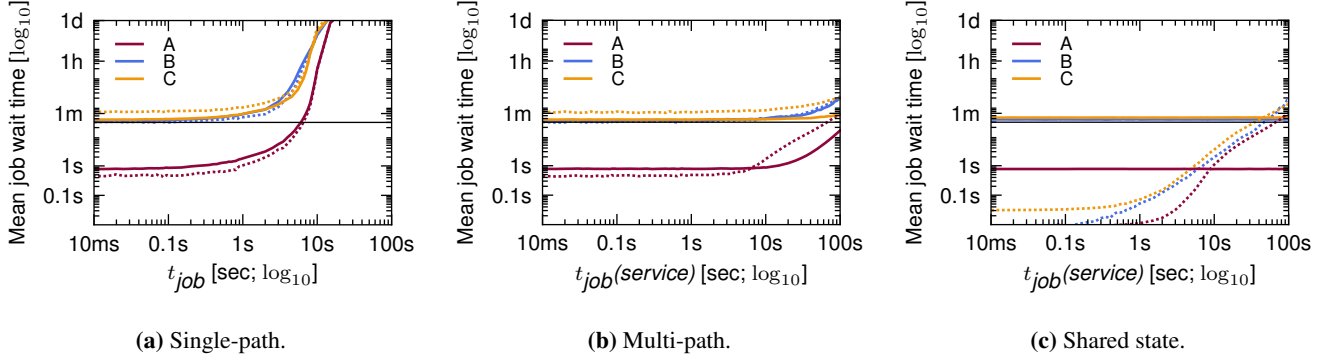 Mean job wait time [log10]
1d
1h
1m
1s
0.1s
A
B
C
10ms 0.1s 1s 10s 100s
tjob [sec; log10]
(a) Single-path.
Mean job wait time [log10]
1d
1h
1m
1s
0.1s
A
B
C
10ms 0.1s 1s 10s 100s
tjob(service) [sec; log10]
(b) Multi-path.
Mean job wait time [log10]
1d
1h
1m
1s
0.1s
A
B
C
10ms 0.1s 1s 10s 100s
tjob(service) [sec; log10]
(c) Shared state.